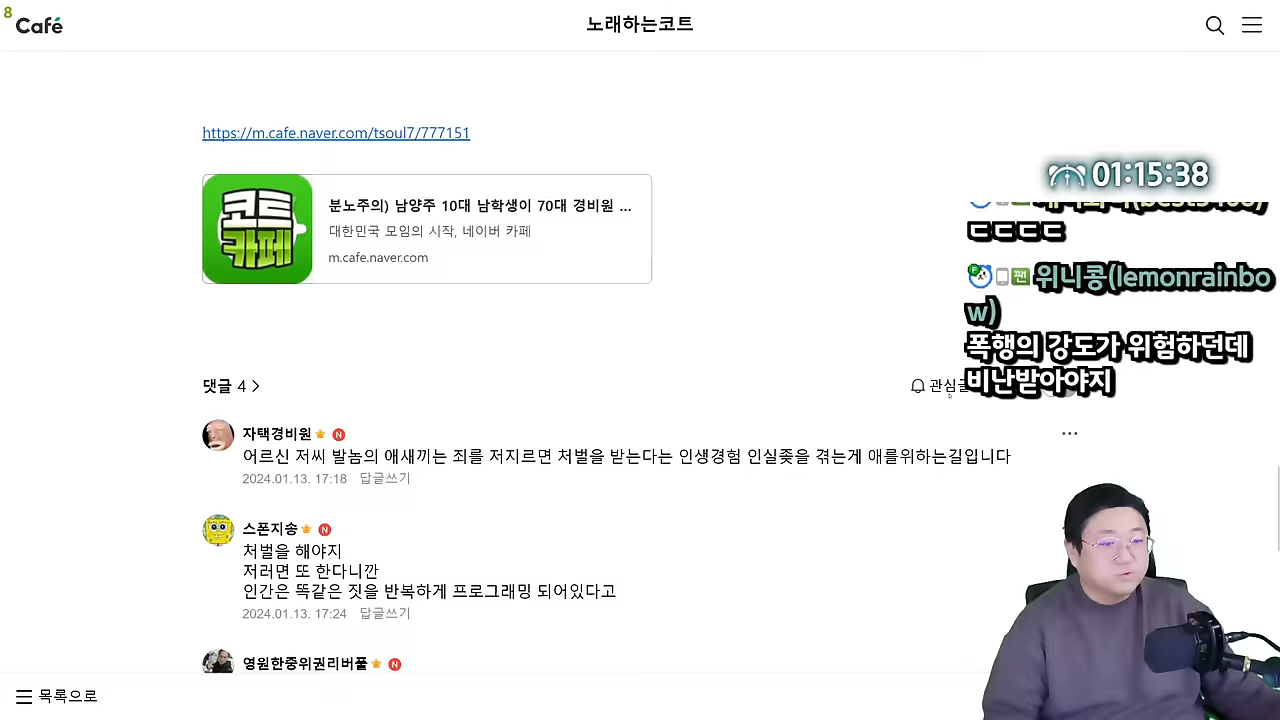 8
Café
노래하는코트
https://m.cafe.naver.com/tsoul7/777151
코트
카페
분노주의) 남양주 10대 남학생이 70대 경비원 ...
대한민국 모임의 시작, 네이버 카페
m.cafe.naver.com
01:15:38
ㄷㄷㄷㄷ
팬 위니콩(lemonrainbo
w)
폭행의 강도가 위험하던데
비난받아야지
댓글 4
관심글
자택경비원
어르신 저씨 발놈의 애새끼는 죄를 저지르면 처벌을 받는다는 인생경험 인실좆을 겪는게 애를위하는길입니다
2024.01.13. 17:18 답글쓰기
스폰지송
처벌을 해야지
저러면 또 한다니깐
인간은 똑같은 짓을 반복하게 프로그래밍 되어있다고
2024.01.13. 17:24 답글쓰기
영원한중위권리버풀
목록으로